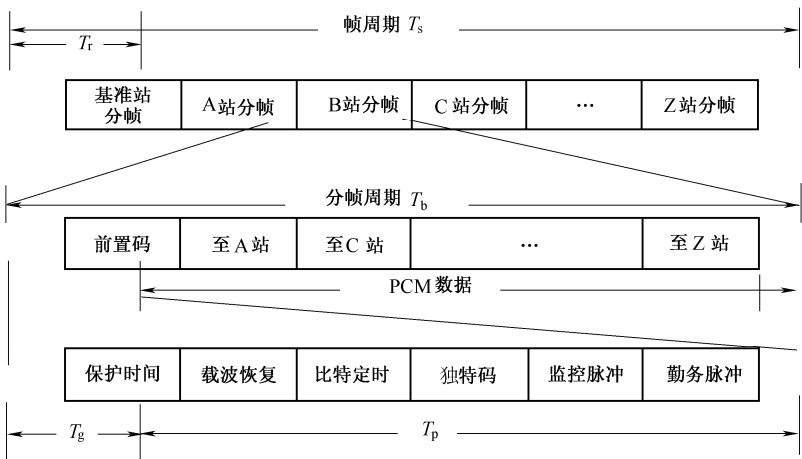 帧周期 Ts
Tr
基准站
分帧
A站分帧
B站分帧
C站分帧
···
Z站分帧
分帧周期 Tb
前置码
至A站
至C站
···
至Z站
PCM数据
保护时间
载波恢复
比特定时
独特码
监控脉冲
勤务脉冲
Tg
Tp